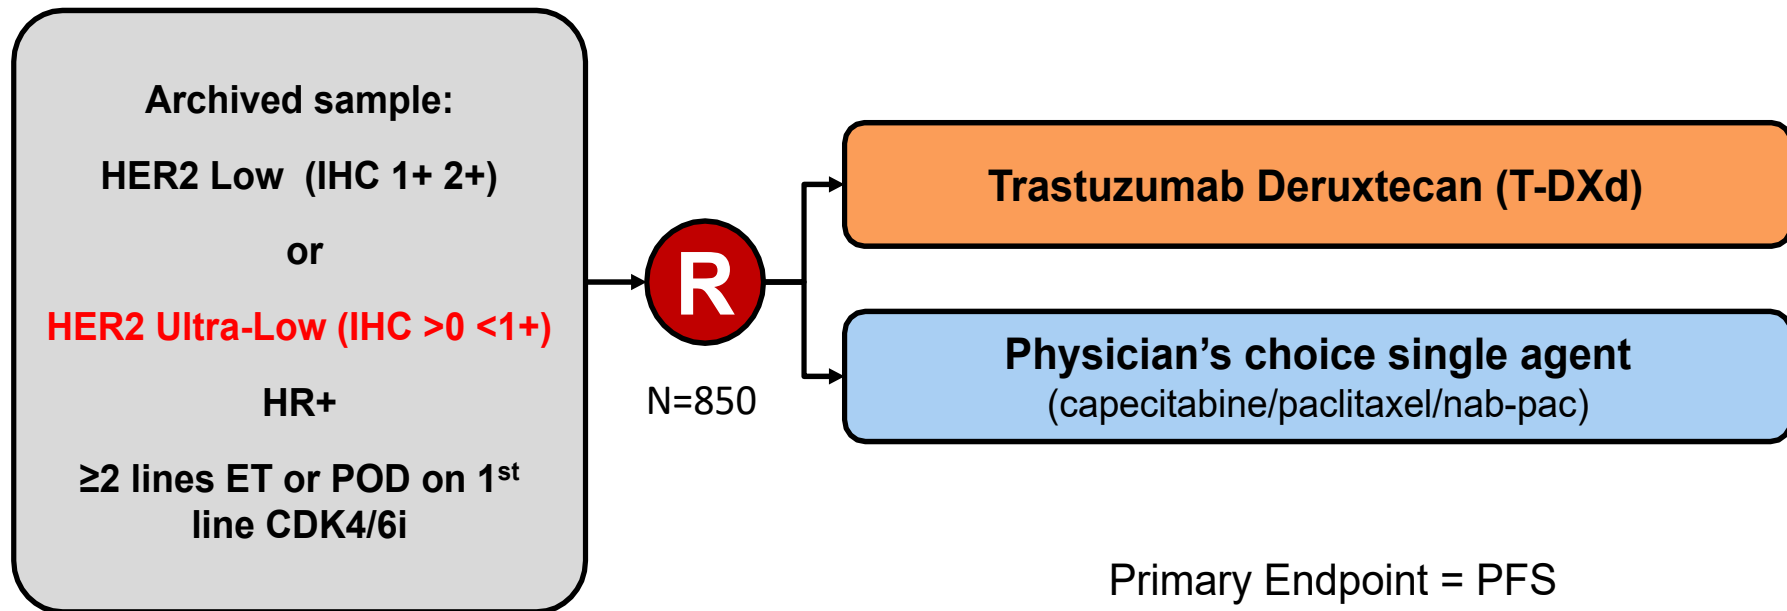 Archived sample:
HER2 Low (IHC 1+ 2+)
or
HER2 Ultra-Low (IHC >0 <1+)
HR+
≥2 lines ET or POD on 1st
line CDK4/6i
R
N=850
Trastuzumab Deruxtecan (T-DXd)
Physician’s choice single agent
(capecitabine/paclitaxel/nab-pac)
Primary Endpoint = PFS